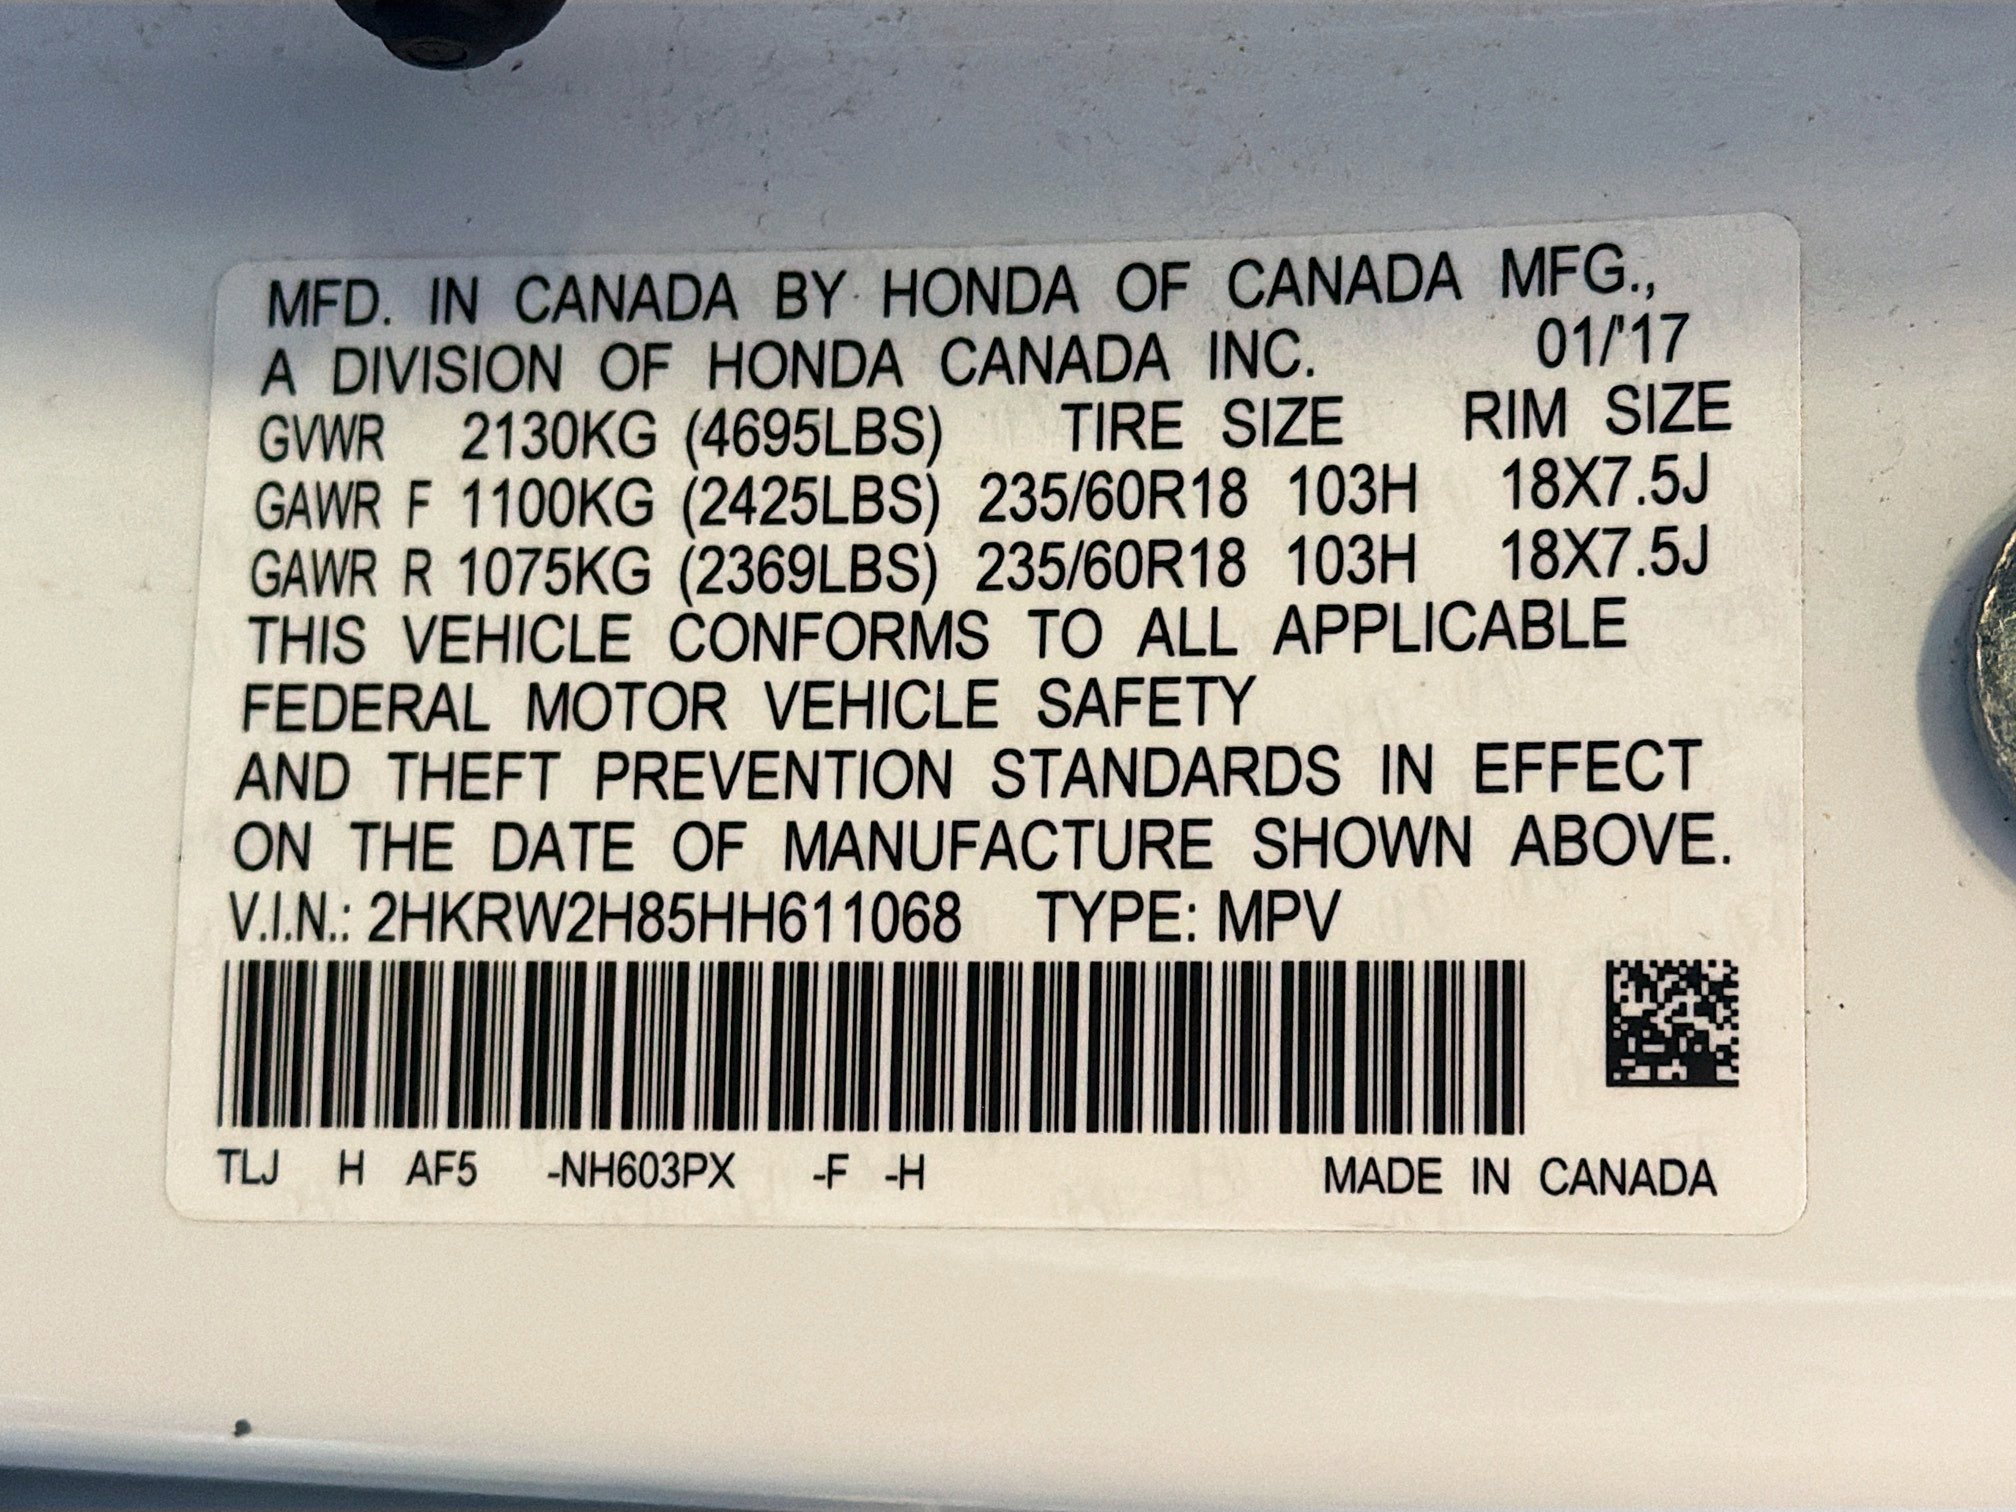 MFD. IN CANADA BY HONDA OF CANADA MFG.,
A DIVISION OF HONDA CANADA INC. 01/'17
GVWR 2130KG (4695LBS) TIRE SIZE RIM SIZE
GAWR F 1100KG (2425LBS) 235/60R18 103H 18X7.5J
GAWR R 1075KG (2369LBS) 235/60R18 103H 18X7.5J
THIS VEHICLE CONFORMS TO ALL APPLICABLE
FEDERAL MOTOR VEHICLE SAFETY
AND THEFT PREVENTION STANDARDS IN EFFECT
ON THE DATE OF MANUFACTURE SHOWN ABOVE.
V.I.N.: 2HKRW2H85HH611068 TYPE: MPV
TLJ H AF5 -NH603PX -F -H MADE IN CANADA